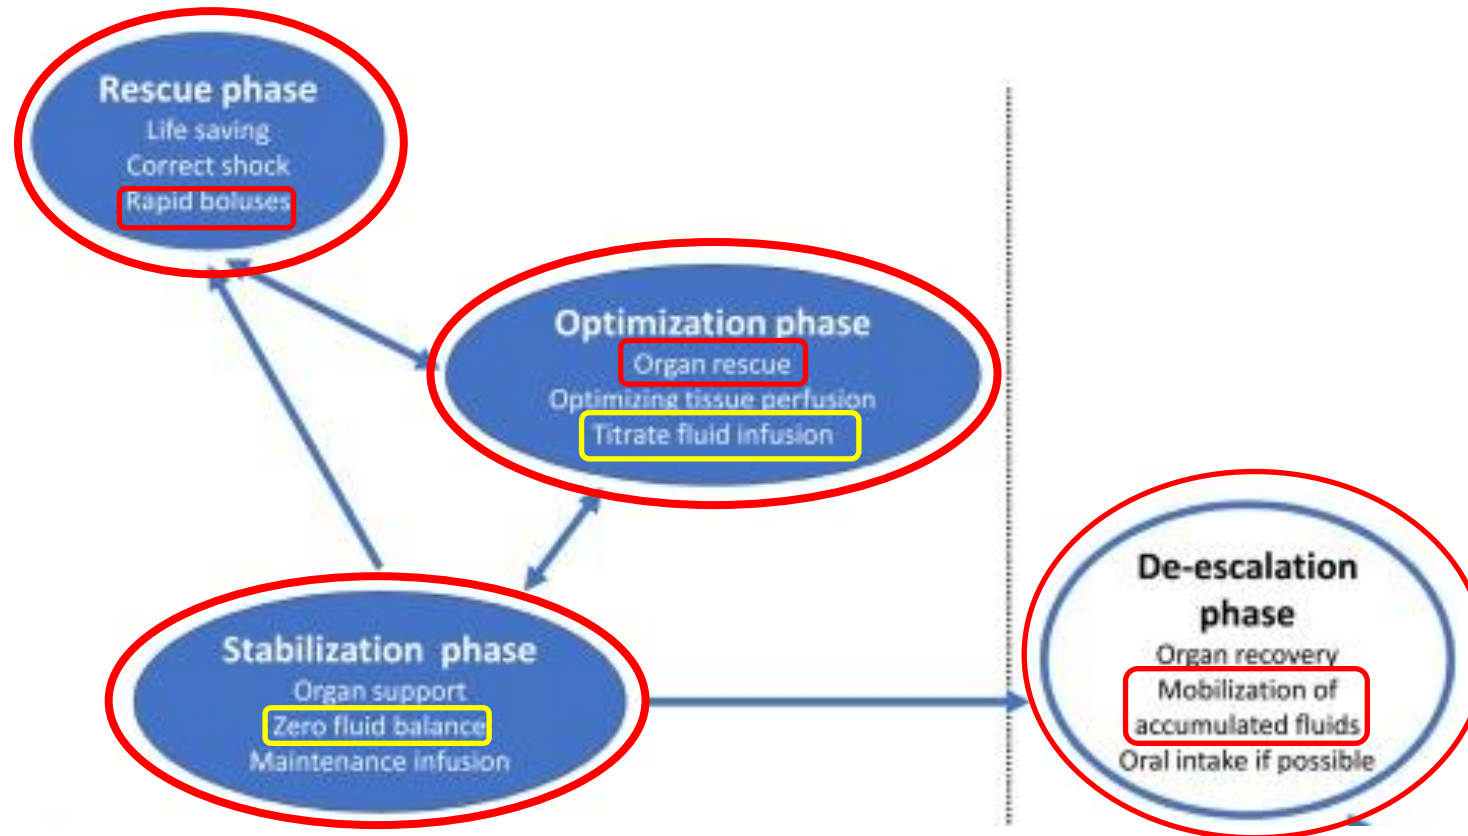 Rescue phase
Life saving
Correct shock
Rapid boluses
Optimization phase
Organ rescue
Optimizing tissue perfusion
Titrate fluid infusion
Stabilization phase
Organ support
Zero fluid balance
Maintenance infusion
De-escalation
phase
Organ recovery
Mobilization of
accumulated fluids
Oral intake if possible